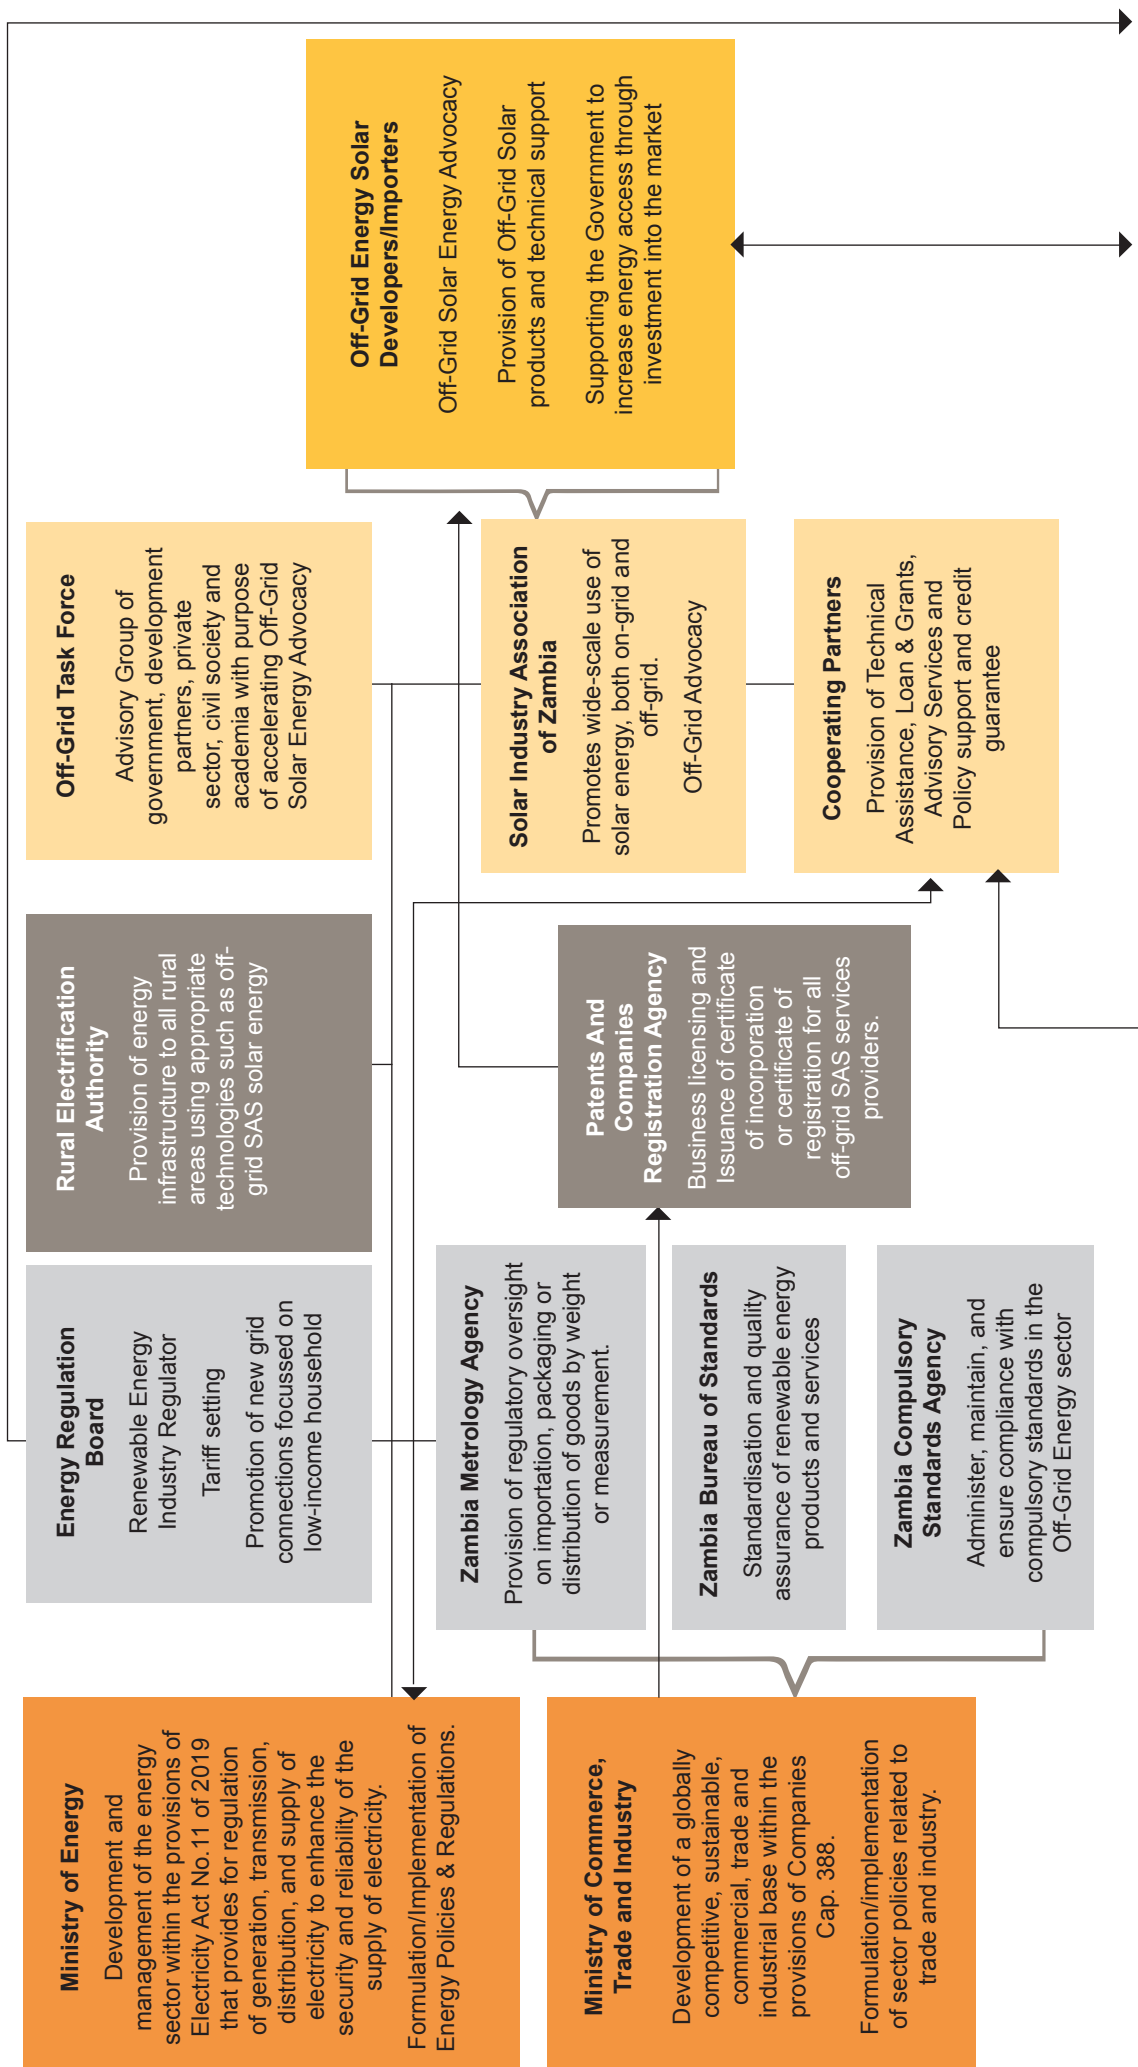 Ministry of Energy
Development and
management of the energy
sector within the provisions of
Electricity Act No. 11 of 2019
that provides for regulation
of generation, transmission,
distribution, and supply of
electricity to enhance the
security and reliability of the
supply of electricity.
Formulation/Implementation of
Energy Policies & Regulations.
Energy Regulation
Board
Renewable Energy
Industry Regulator
Tariff setting
Promotion of new grid
connections focussed on
low-income household
Rural Electrification
Authority
Provision of energy
infrastructure to all rural
areas using appropriate
technologies such as off-
grid SAS solar energy
Off-Grid Task Force
Advisory Group of
government, development
partners, private
sector, civil society and
academia with purpose
of accelerating Off-Grid
Solar Energy Advocacy
Off-Grid Energy Solar
Developers/Importers
Off-Grid Solar Energy Advocacy
Provision of Off-Grid Solar
products and technical support
Supporting the Government to
increase energy access through
investment into the market
Zambia Metrology Agency
Provision of regulatory oversight
on importation, packaging or
distribution of goods by weight
or measurement.
Solar Industry Association
of Zambia
Promotes wide-scale use of
solar energy, both on-grid and
off-grid.
Off-Grid Advocacy
Ministry of Commerce,
Trade and Industry
Development of a globally
competitive, sustainable,
commercial, trade and
industrial base within the
provisions of Companies
Cap. 388.
Formulation/implementation
of sector policies related to
trade and industry.
Zambia Bureau of Standards
Standardisation and quality
assurance of renewable energy
products and services
Patents And
Companies
Registration Agency
Business licensing and
Issuance of certificate
of incorporation
or certificate of
registration for all
off-grid SAS services
providers.
Cooperating Partners
Provision of Technical
Assistance, Loan & Grants,
Advisory Services and
Policy support and credit
guarantee
Zambia Compulsory
Standards Agency
Administer, maintain, and
ensure compliance with
compulsory standards in the
Off-Grid Energy sector